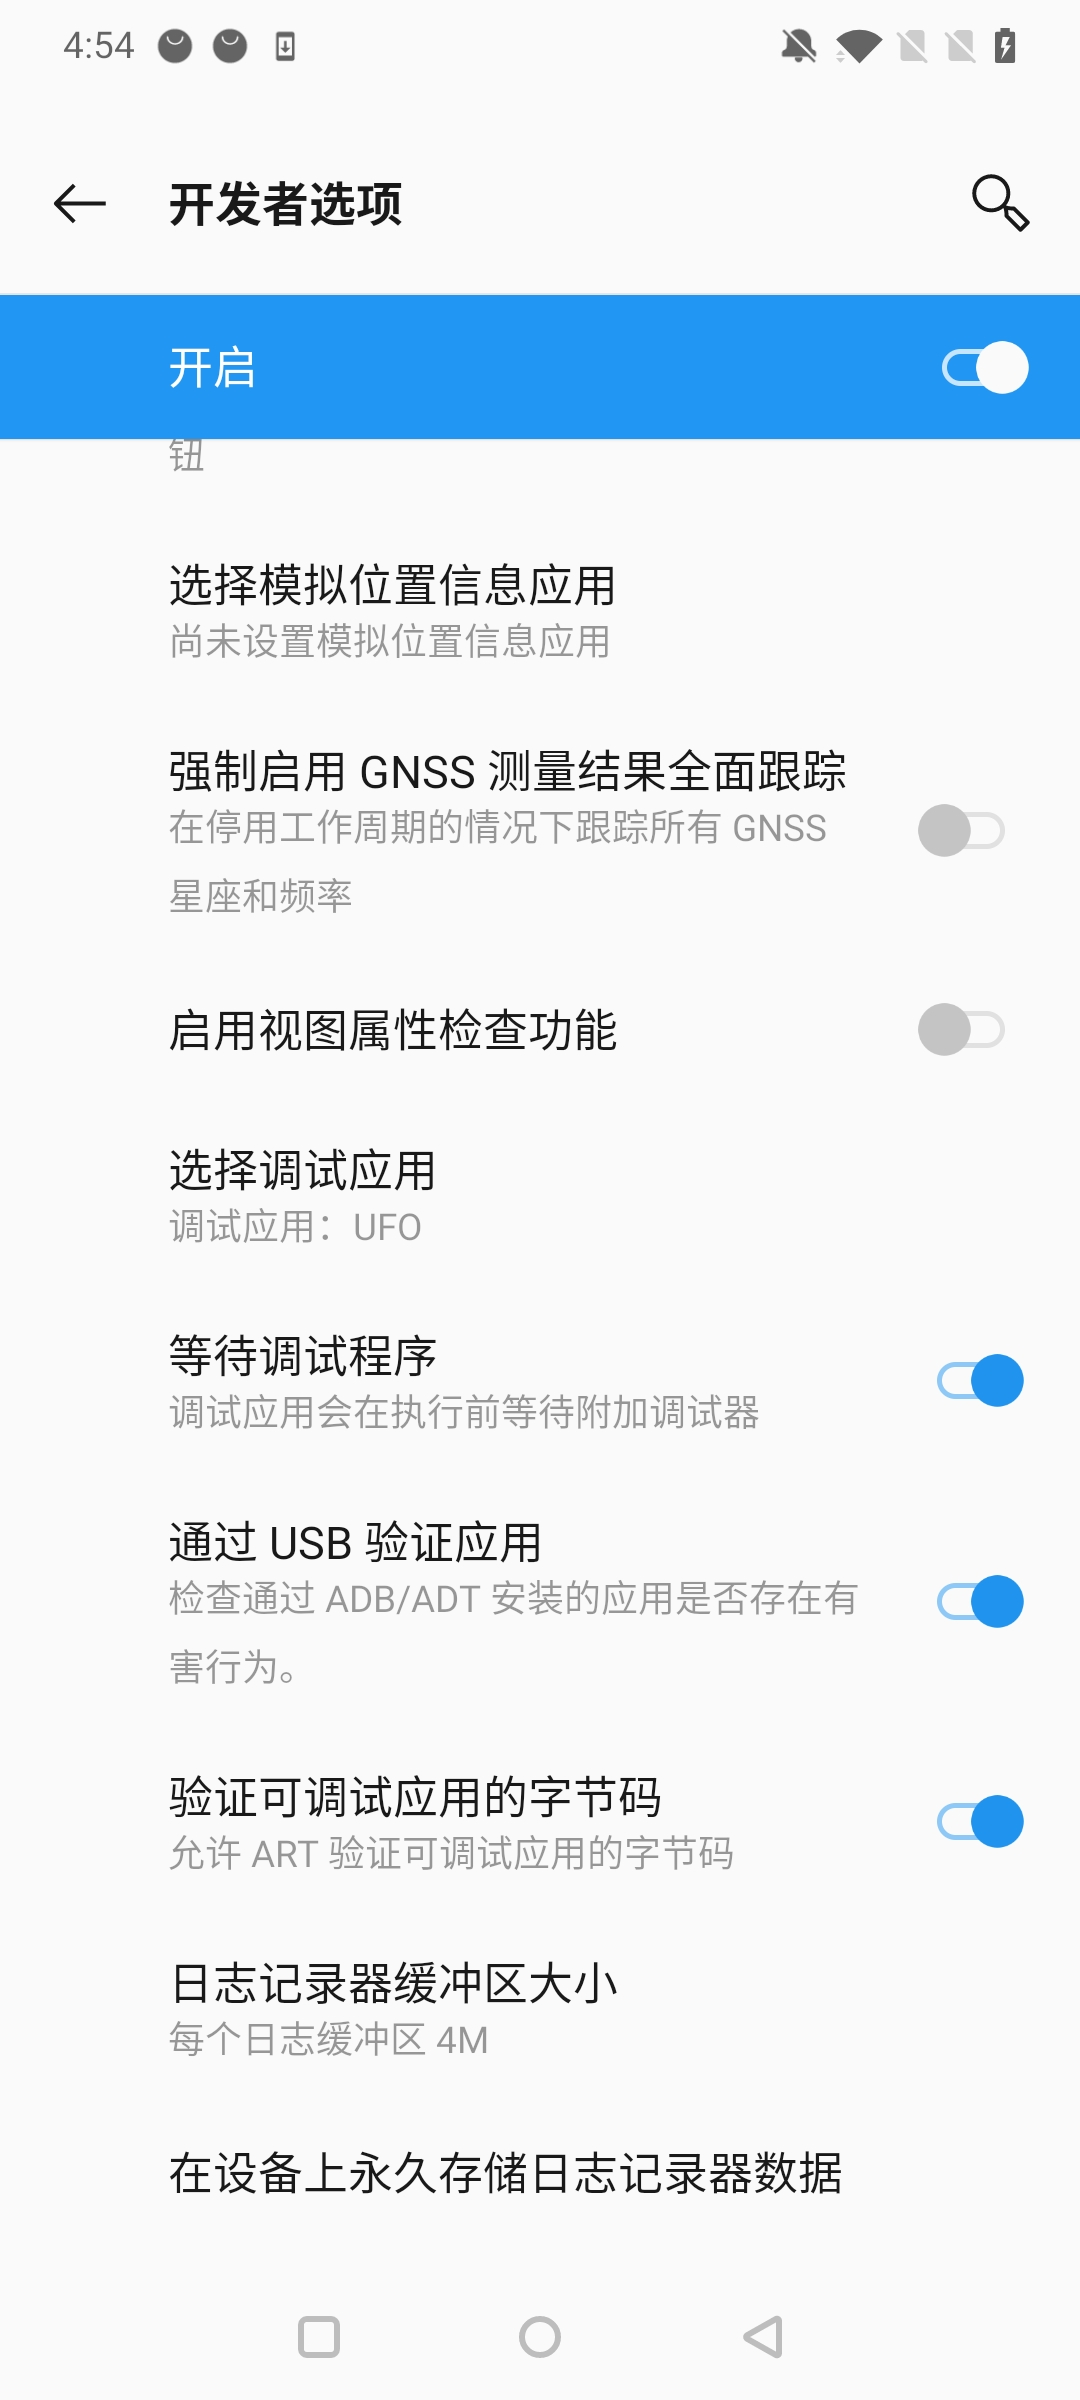 4:54
开发者选项
开启
钮
选择模拟位置信息应用
尚未设置模拟位置信息应用
强制启用 GNSS 测量结果全面跟踪
在停用工作周期的情况下跟踪所有 GNSS
星座和频率
启用视图属性检查功能
选择调试应用
调试应用：UFO
等待调试程序
调试应用会在执行前等待附加调试器
通过 USB 验证应用
检查通过 ADB/ADT 安装的应用是否存在有
害行为。
验证可调试应用的字节码
允许 ART 验证可调试应用的字节码
日志记录器缓冲区大小
每个日志缓冲区 4M
在设备上永久存储日志记录器数据